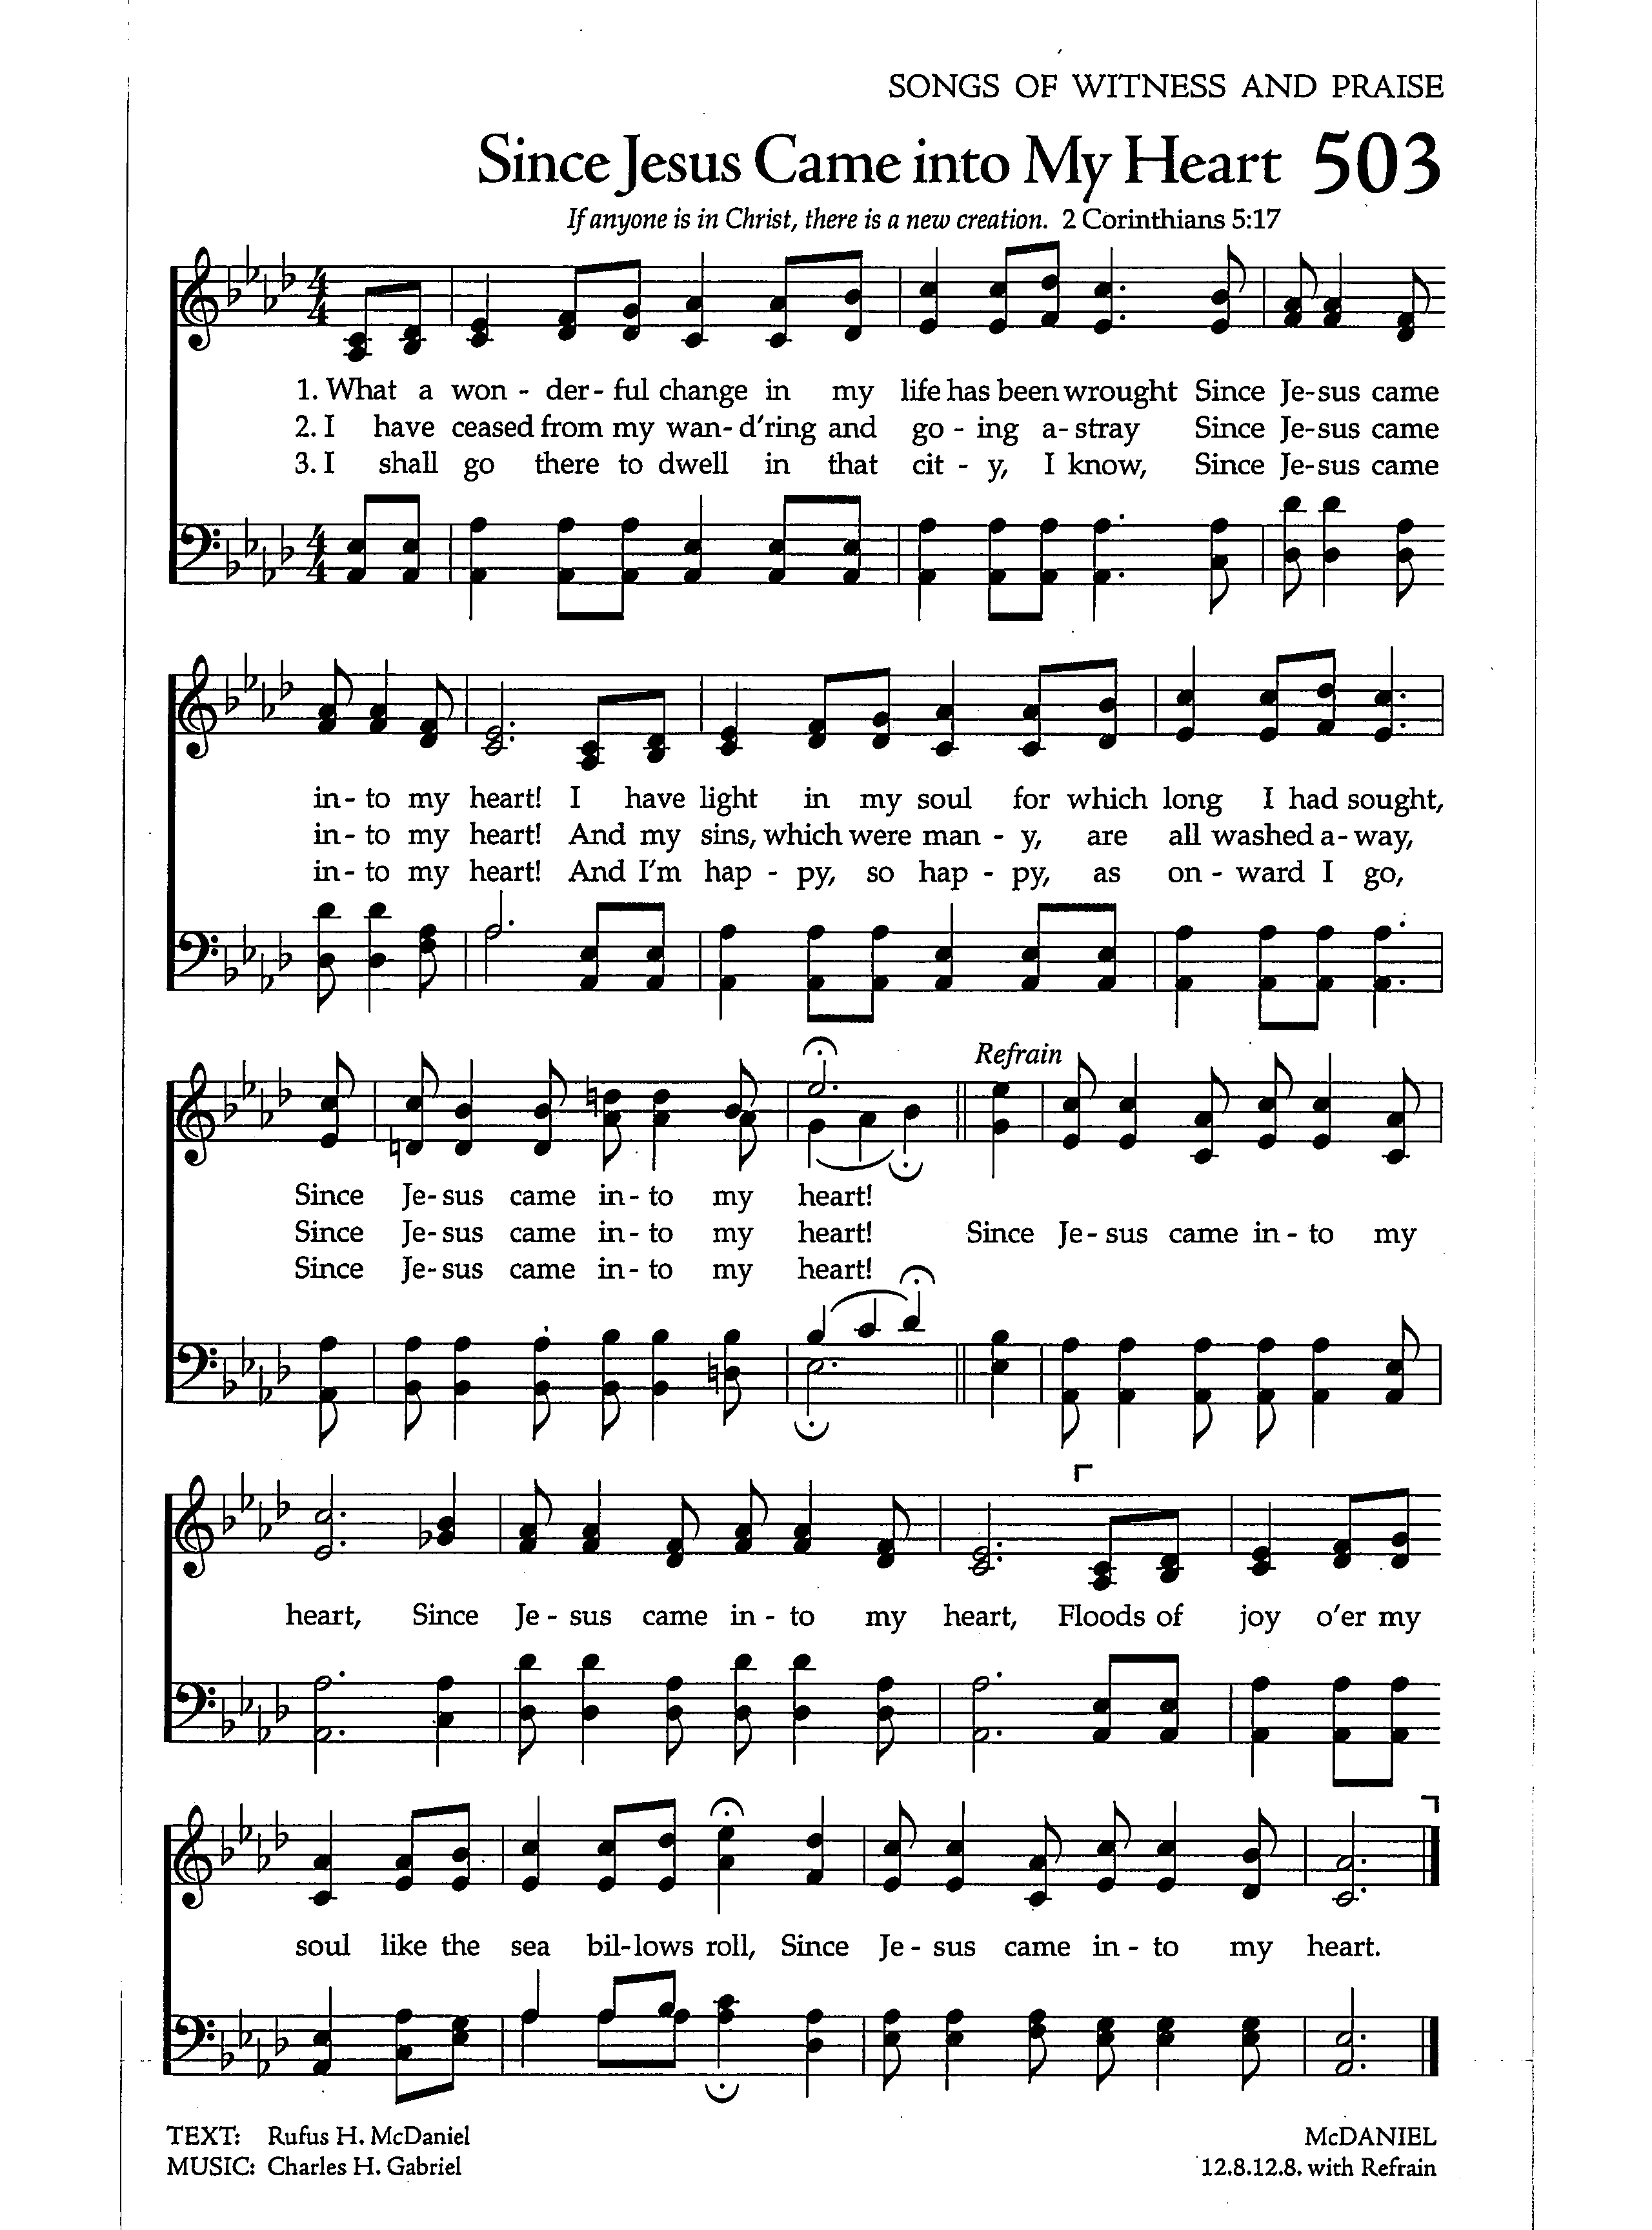 SONGS OF WITNESS AND PRAISE
Since Jesus Came into My Heart 503
If anyone is in Christ, there is a new creation. 2 Corinthians 5:17
4 4
1. What a won - der - ful change in my life has been wrought Since Je-sus came
2. I have ceased from my wan- d'ring and go - ing a- stray Since Je-sus came
3. I shall go there to dwell in that cit - y, I know, Since Je-sus came
4 4
in- to my heart! I have light in my soul for which long I had sought,
in- to my heart! And my sins, which were man - y, are all washed a-way,
in- to my heart! And I'm hap - py, so hap - py, as on - ward I go,
Refrain
Since Je- sus came in- to my heart!
Since Je- sus came in- to my heart! Since Je- sus came in - to my
Since Je- sus came in- to my heart!
heart, Since Je - sus came in - to my heart, Floods of joy o'er my
soul like the sea bil-lows roll, Since Je - sus came in - to my heart.
TEXT: Rufus H. McDaniel McDANIEL
MUSIC: Charles H. Gabriel 12.8.12.8. with Refrain